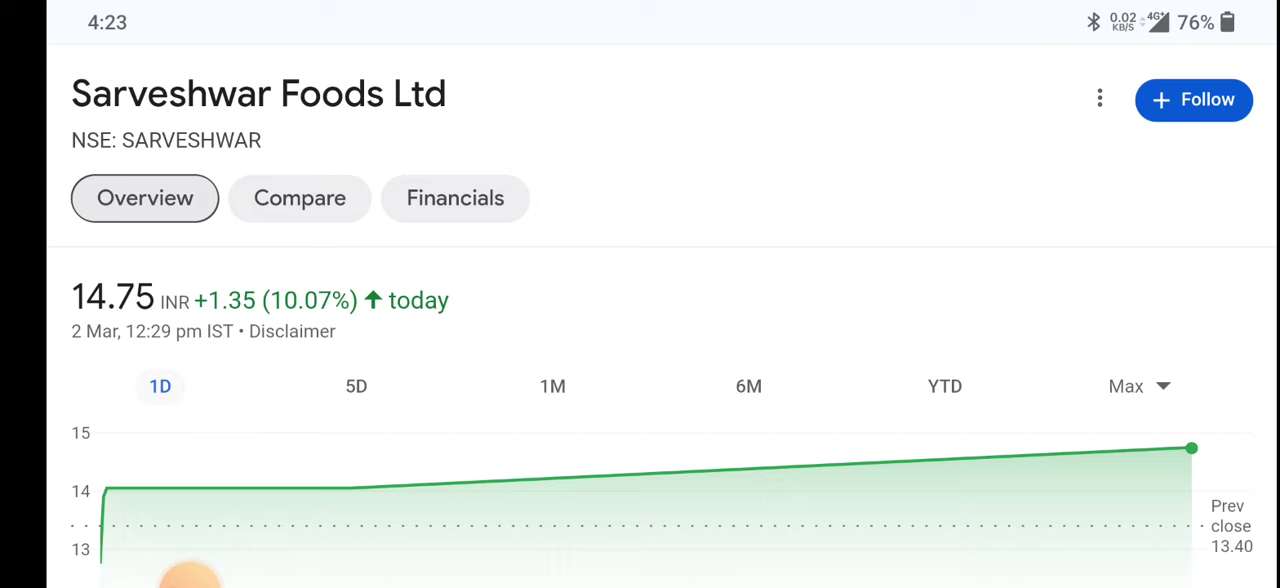 4:23
0.02 KB/S 4G+ 76%
Sarveshwar Foods Ltd
+ Follow
NSE: SARVESHWAR
Overview Compare Financials
14.75 INR +1.35 (10.07%) ↑ today
2 Mar, 12:29 pm IST • Disclaimer
1D 5D 1M 6M YTD Max
15
14
13
Prev
close
13.40